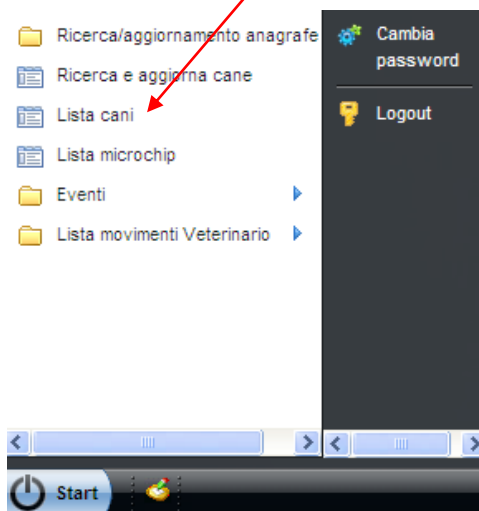 Ricerca/aggiornamento anagrafe
Ricerca e aggiorna cane
Lista cani
Lista microchip
Eventi
Lista movimenti Veterinario
Cambia
password
Logout
Start